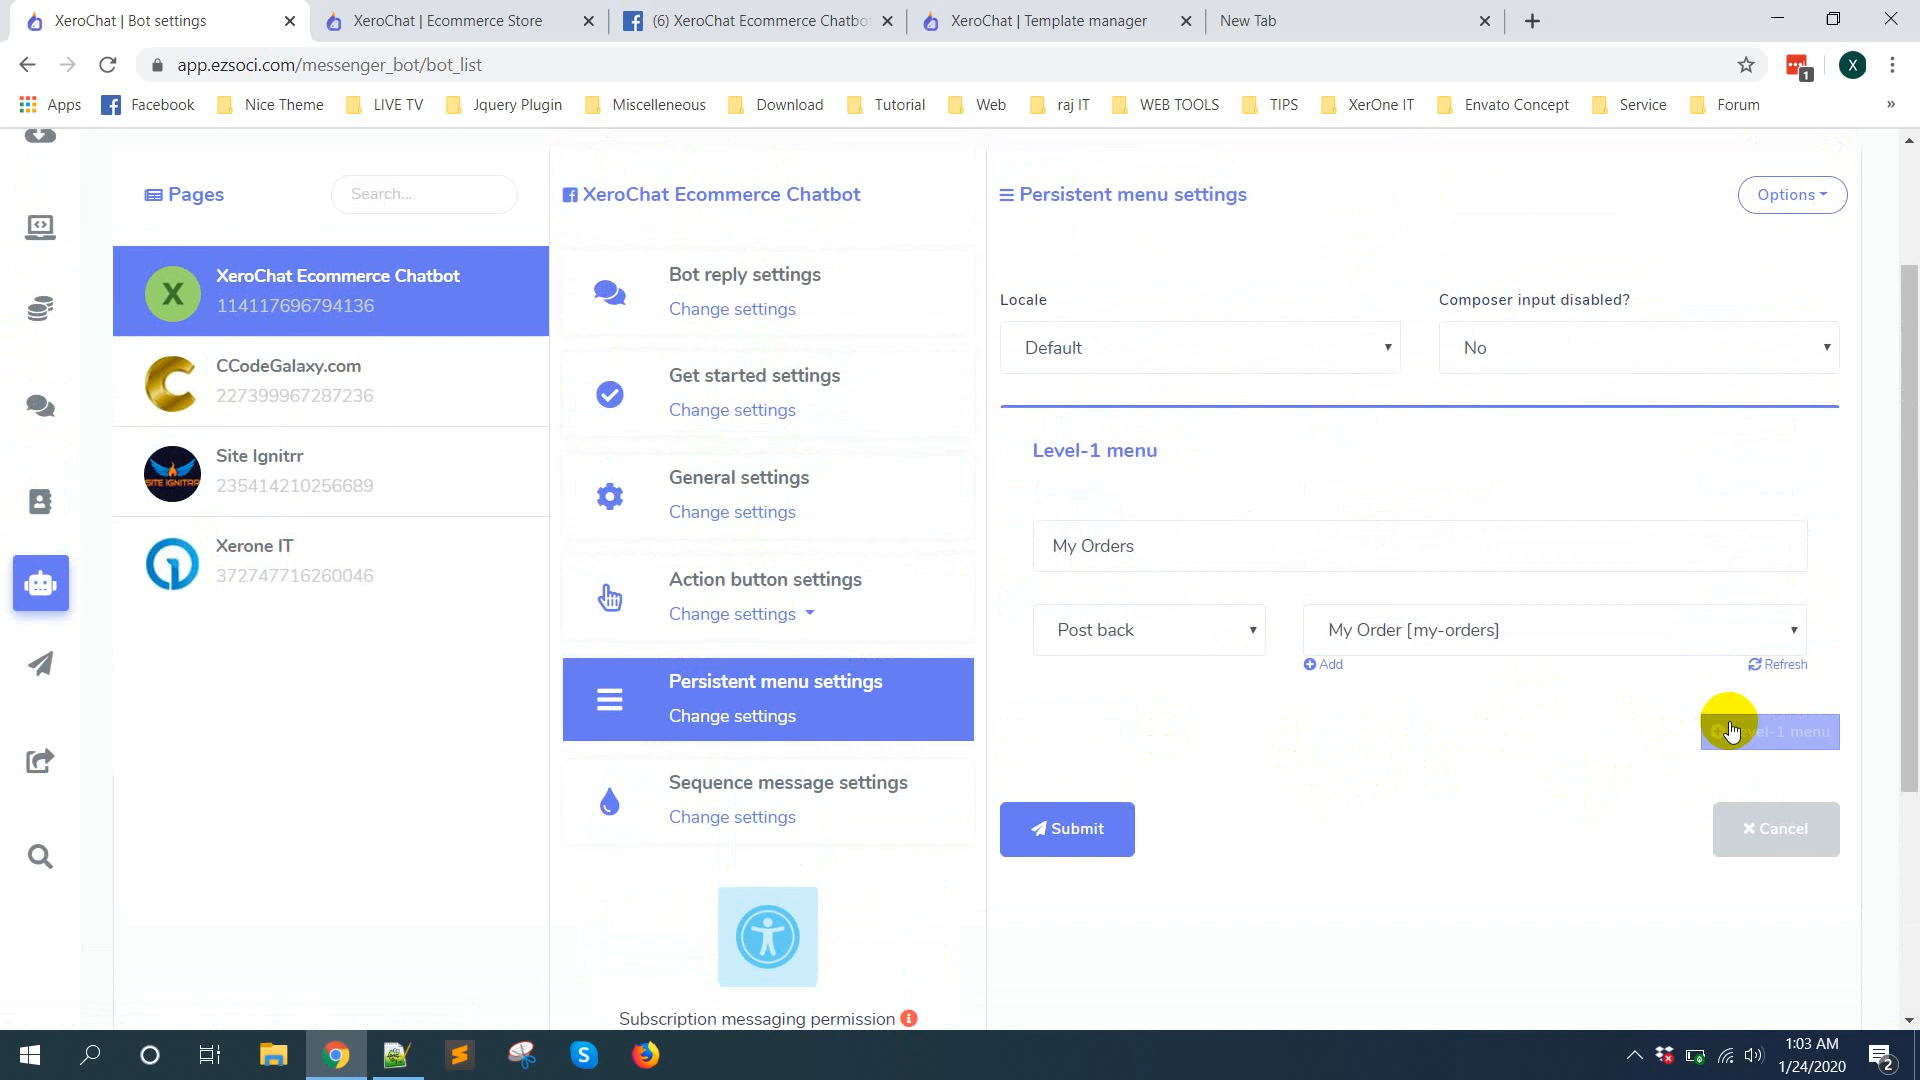 XeroChat | Bot settings
XeroChat | Ecommerce Store
(6) XeroChat Ecommerce Chatbot
XeroChat | Template manager
New Tab
app.ezsoci.com/messenger_bot/bot_list
1
X
Apps
Facebook
Nice Theme
LIVE TV
Jquery Plugin
Miscelleneous
Download
Tutorial
Web
raj IT
WEB TOOLS
TIPS
XerOne IT
Envato Concept
Service
Forum
»
Pages
Search...
X
XeroChat Ecommerce Chatbot
114117696794136
CCodeGalaxy.com
227399967287236
SITE IGNITRR
Site Ignitrr
235414210256689
Xerone IT
372747716260046
XeroChat Ecommerce Chatbot
Bot reply settings
Change settings
Get started settings
Change settings
General settings
Change settings
Action button settings
Change settings
Persistent menu settings
Change settings
Sequence message settings
Change settings
Subscription messaging permission
Persistent menu settings
Options
Locale
Composer input disabled?
Default
No
Level-1 menu
My Orders
Post back
My Order [my-orders]
Add
Refresh
Level-1 menu
Submit
Cancel
1:03 AM
1/24/2020
2